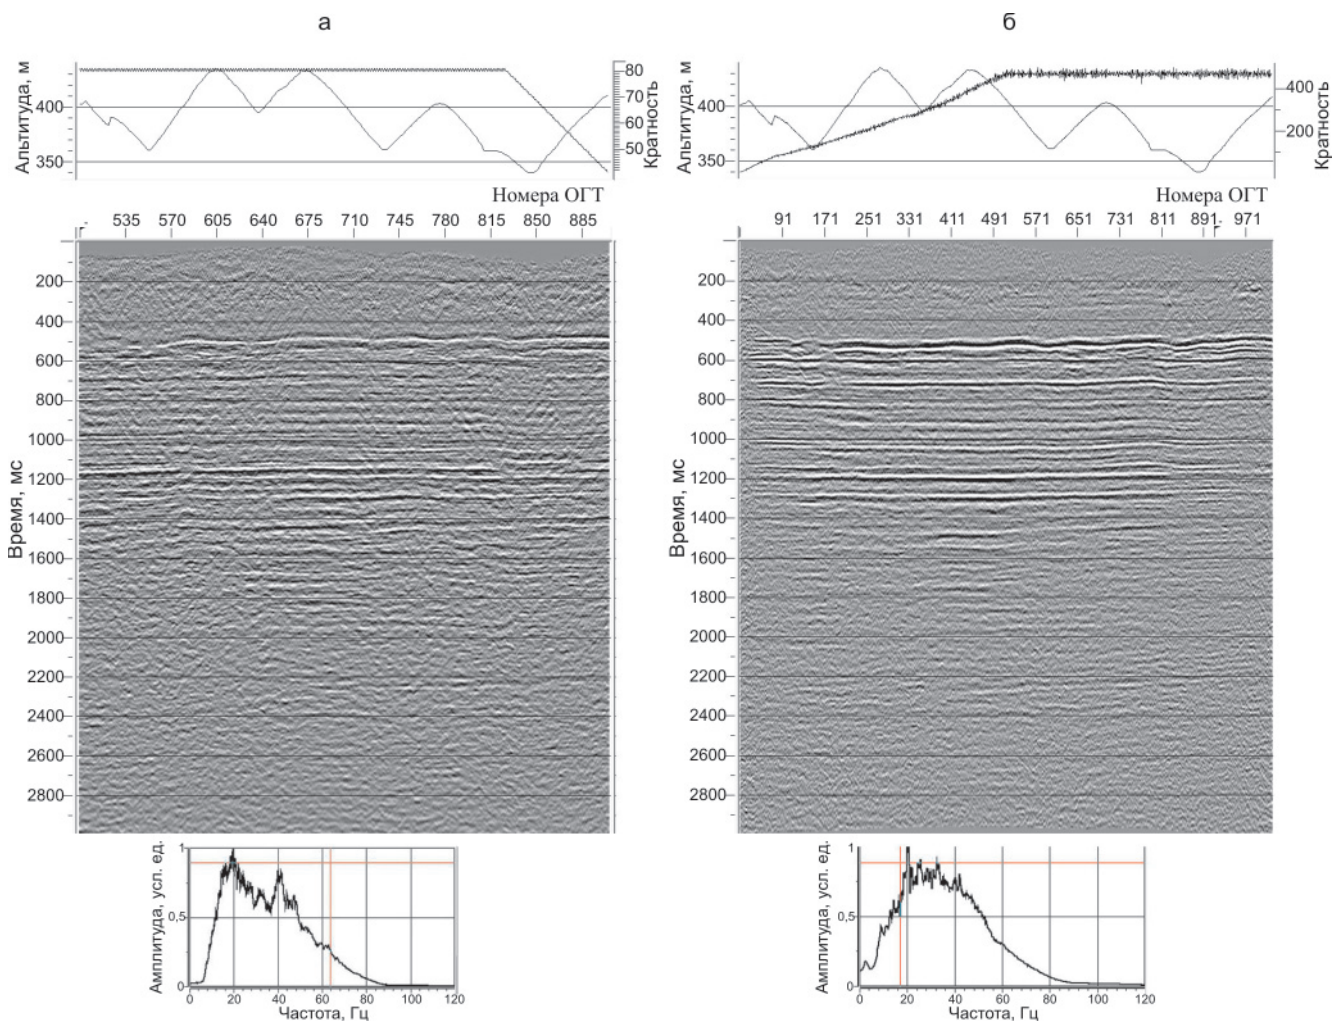 а
б
Альтитуда, м
400
350
80
70
60
50
Кратность
Альтитуда, м
400
350
400
200
Кратность
Номера ОГТ
Номера ОГТ
535 570 605 640 675 710 745 780 815 850 885
91 171 251 331 411 491 571 651 731 811 891 971
Время, мс
200
400
600
800
1000
1200
1400
1600
1800
2000
2200
2400
2600
2800
Время, мс
200
400
600
800
1000
1200
1400
1600
1800
2000
2200
2400
2600
2800
Амплитуда, усл. ед.
1
0,5
0 20 40 60 80 100 120
Частота, Гц
Амплитуда, усл. ед.
1
0,5
0 20 40 60 80 100 120
Частота, Гц